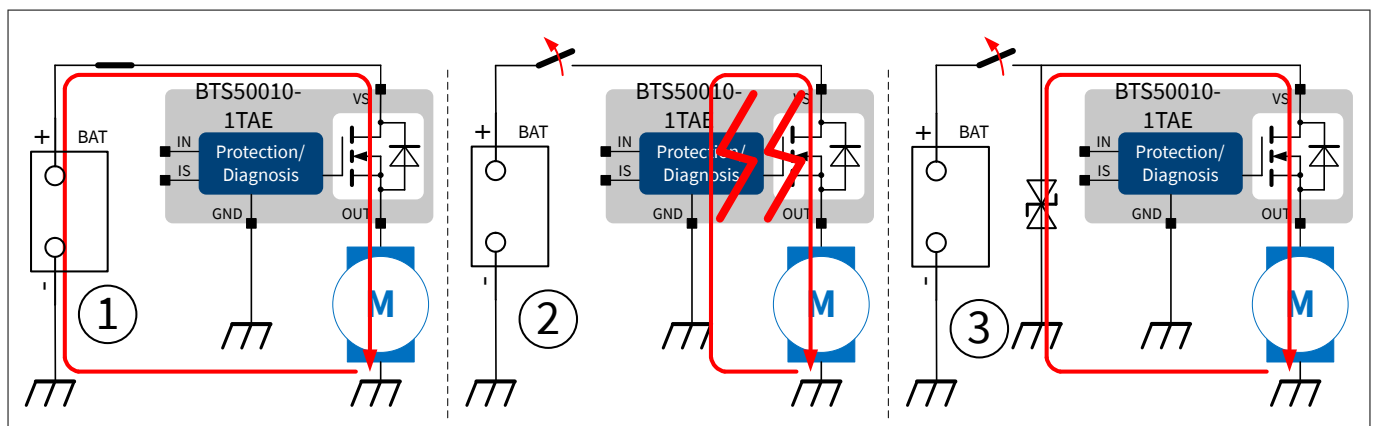 BTS50010-
1TAE
VS
IN
IS
Protection/
Diagnosis
GND
OUT
+
BAT
-
M
1
BTS50010-
1TAE
VS
IN
IS
Protection/
Diagnosis
GND
OUT
+
BAT
-
M
2
BTS50010-
1TAE
VS
IN
IS
Protection/
Diagnosis
GND
OUT
+
BAT
-
M
3